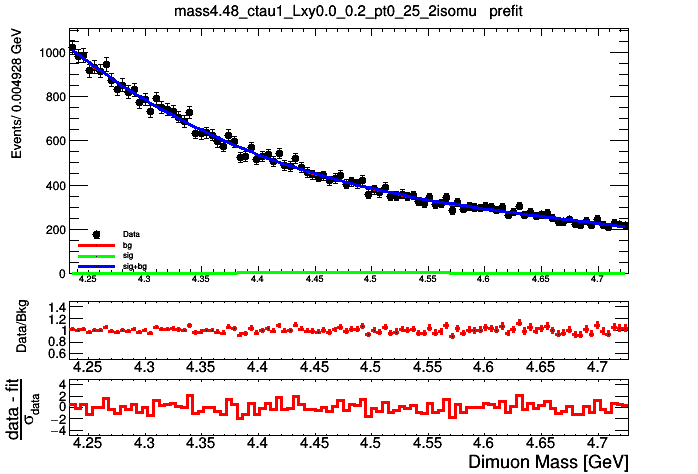 mass4.48_ctau1_Lxy0.0_0.2_pt0_25_2isomu prefit
Events/ 0.004928 GeV
1000
800
600
400
200
0
Data
bg
sig
sig+bg
4.25 4.3 4.35 4.4 4.45 4.5 4.55 4.6 4.65 4.7
Data/Bkg
1.4
1.2
1
0.8
0.6
4.25 4.3 4.35 4.4 4.45 4.5 4.55 4.6 4.65 4.7
data - fit
σdata
4
2
0
−2
−4
4.25 4.3 4.35 4.4 4.45 4.5 4.55 4.6 4.65 4.7
Dimuon Mass [GeV]